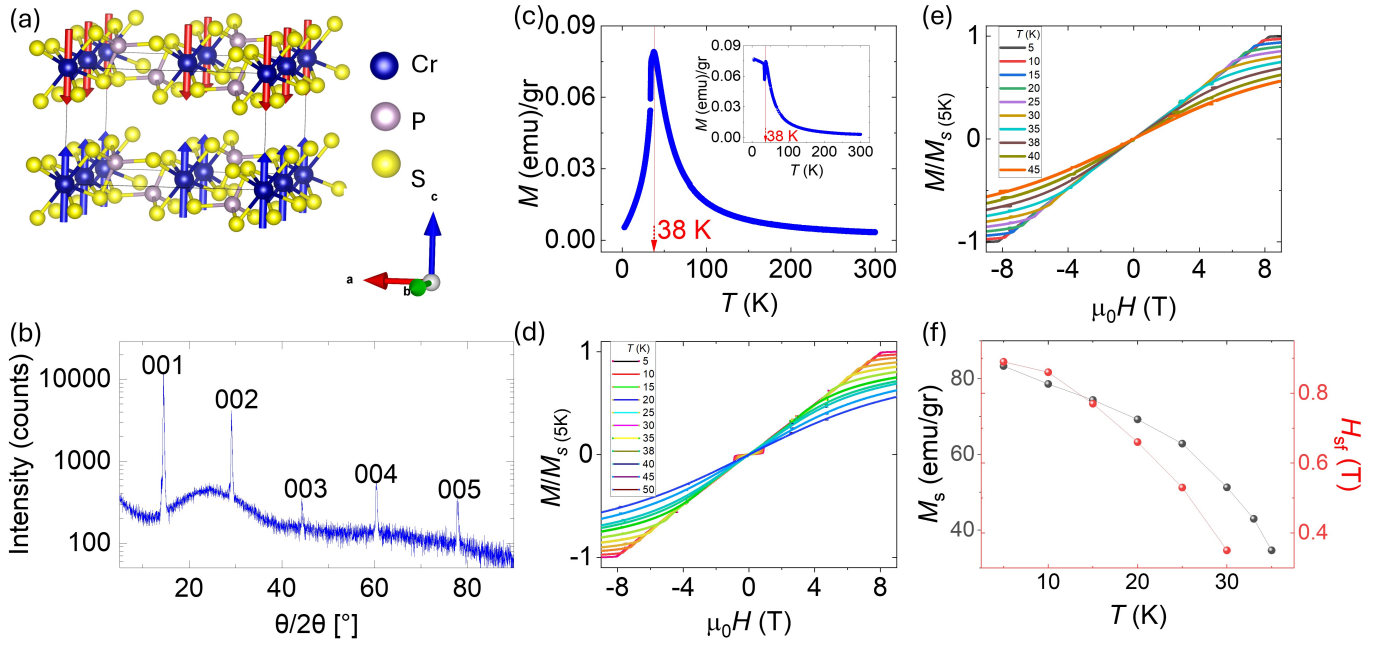 (a)
Cr
P
S
c
a
b
(b)
Intensity (counts)
10000
1000
100
001
002
003
004
005
20
40
60
80
θ/2θ [°]
(c)
M (emu)/gr
0.09
0.06
0.03
0.00
38 K
0
100
200
300
T (K)
M (emu)/gr
0.09
0.06
0.03
0.00
38 K
0
100
200
300
T (K)
(d)
M/Ms (5K)
1
0
-1
T (K)
5
10
15
20
25
30
35
38
40
45
50
-8
-4
0
4
8
μ0H (T)
(e)
M/Ms (5K)
1
0
-1
T (K)
5
10
15
20
25
30
35
38
40
45
-8
-4
0
4
8
μ0H (T)
(f)
Ms (emu/gr)
80
60
40
Hsf (T)
0.8
0.6
0.4
10
20
30
T (K)